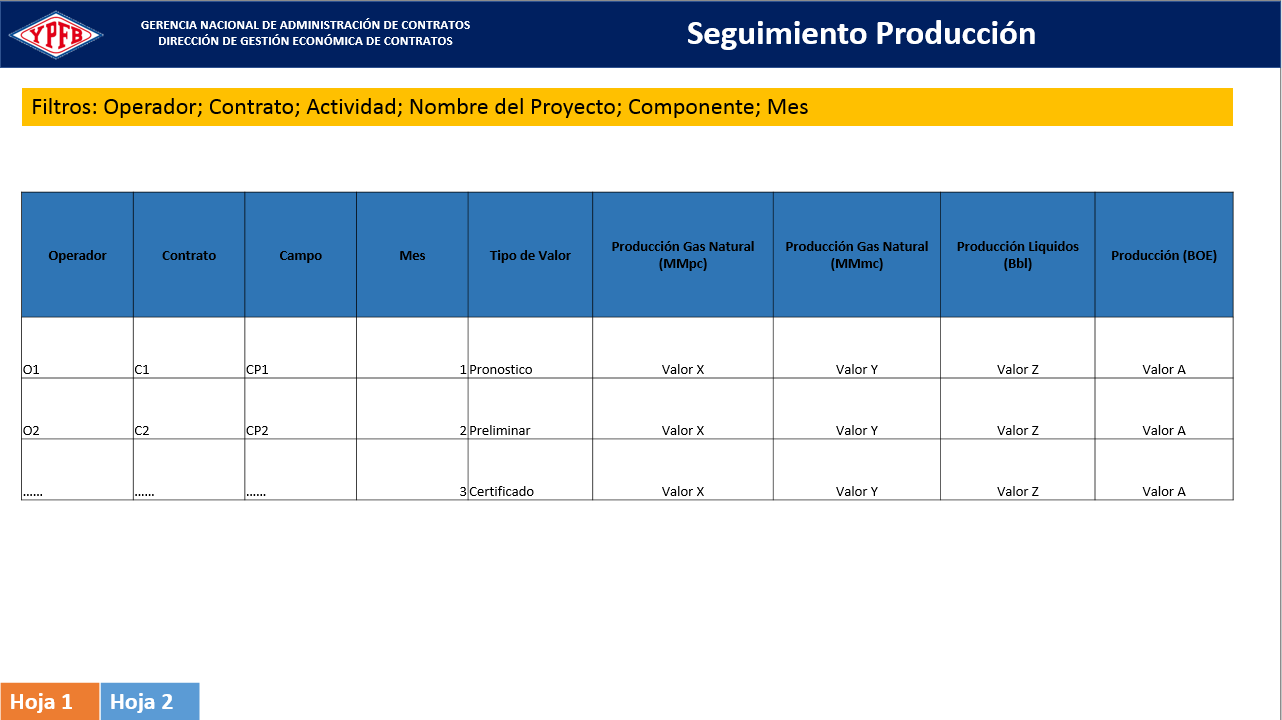 YPFB
GERENCIA NACIONAL DE ADMINISTRACIÓN DE CONTRATOS
DIRECCIÓN DE GESTIÓN ECONÓMICA DE CONTRATOS
Seguimiento Producción
Filtros: Operador; Contrato; Actividad; Nombre del Proyecto; Componente; Mes
Operador Contrato Campo Mes Tipo de Valor Producción Gas Natural (MMpc) Producción Gas Natural (MMmc) Producción Liquidos (Bbl) Producción (BOE)
O1 C1 CP1 1 Pronostico Valor X Valor Y Valor Z Valor A
O2 C2 CP2 2 Preliminar Valor X Valor Y Valor Z Valor A
...... ...... ...... 3 Certificado Valor X Valor Y Valor Z Valor A
Hoja 1 Hoja 2